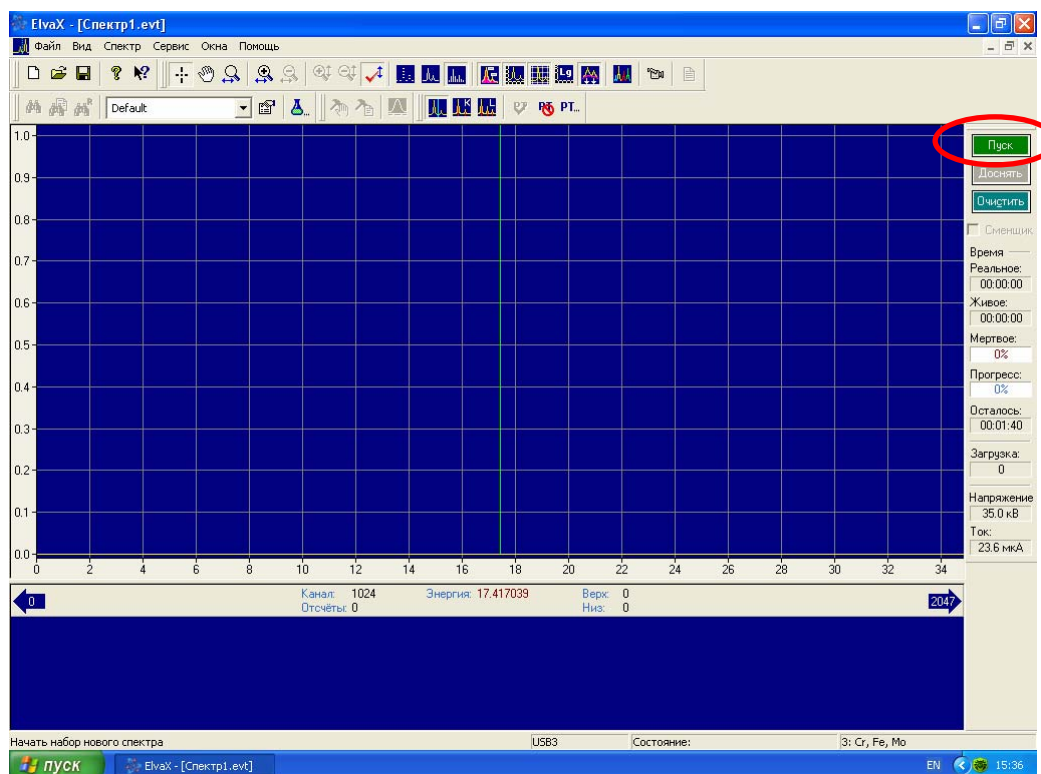 ElvaX - [Спектр1.evt]
Файл Вид Спектр Сервис Окна Помощь
Lg
Default K L PT PT...
1.0
0.9
0.8
0.7
0.6
0.5
0.4
0.3
0.2
0.1
0.0
0 2 4 6 8 10 12 14 16 18 20 22 24 26 28 30 32 34
Пуск
Доснять
Очистить
Сменщик
Время
Реальное:
00:00:00
Живое:
00:00:00
Мертвое:
0%
Прогресс:
0%
Осталось:
00:01:40
Загрузка:
0
Напряжение
35.0 кВ
Ток:
23.6 мкА
0 Канал: 1024 Энергия: 17.417039 Верх: 0 2047
Отсчёты: 0 Низ: 0
Начать набор нового спектра USB3 Состояние: 3: Cr, Fe, Mo
пуск ElvaX - [Спектр1.evt] EN 15:36